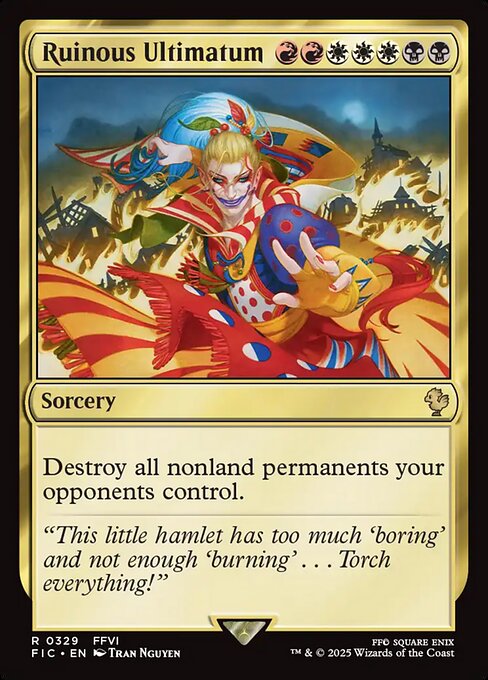 Ruinous Ultimatum
Sorcery
Destroy all nonland permanents your
opponents control.
“This little hamlet has too much ‘boring’
and not enough ‘burning’ . . . Torch
everything!”
R 0329 FFVI
FIC • EN TRAN NGUYEN
FF© SQUARE ENIX
™ & © 2025 Wizards of the Coast